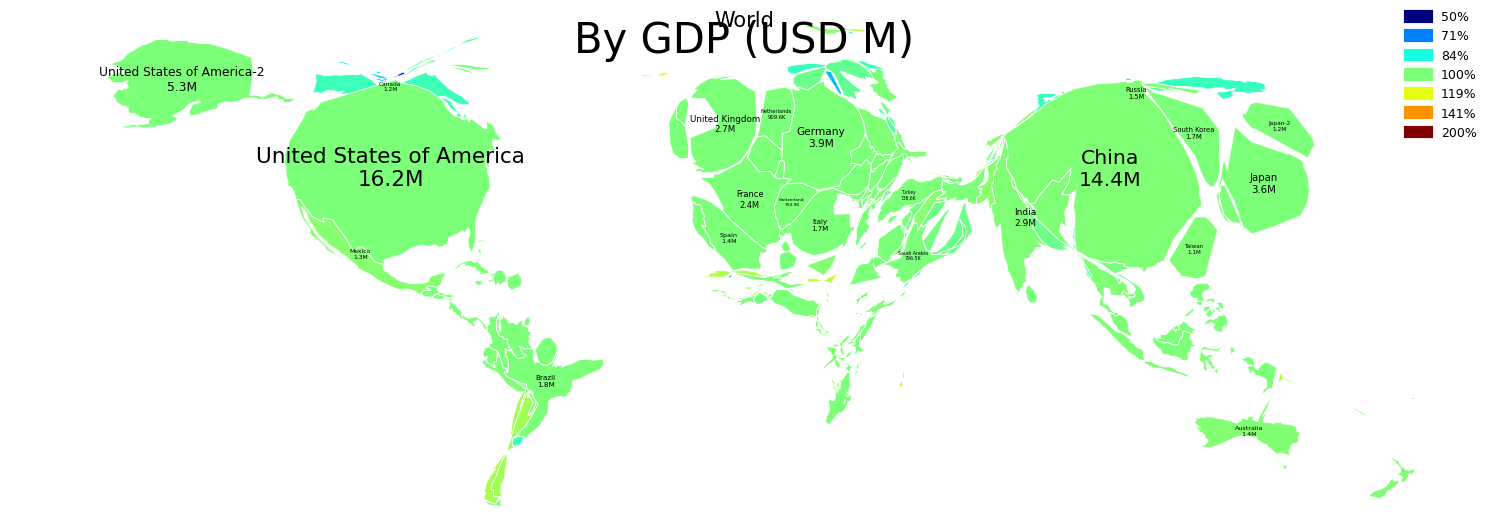 World
By GDP (USD M)
50%
71%
84%
100%
119%
141%
200%
United States of America-2
5.3M
Canada
1.2M
United States of America
16.2M
Mexico
1.3M
Brazil
1.8M
United Kingdom
2.7M
Netherlands
909.6K
Germany
3.9M
France
2.4M
Switzerland
Italy
1.7M
Spain
1.4M
Turkey
738.6K
Saudi Arabia
796.5K
Russia
1.5M
China
14.4M
India
2.9M
South Korea
1.7M
Japan-2
1.2M
Japan
3.6M
Taiwan
1.1M
Australia
1.4M